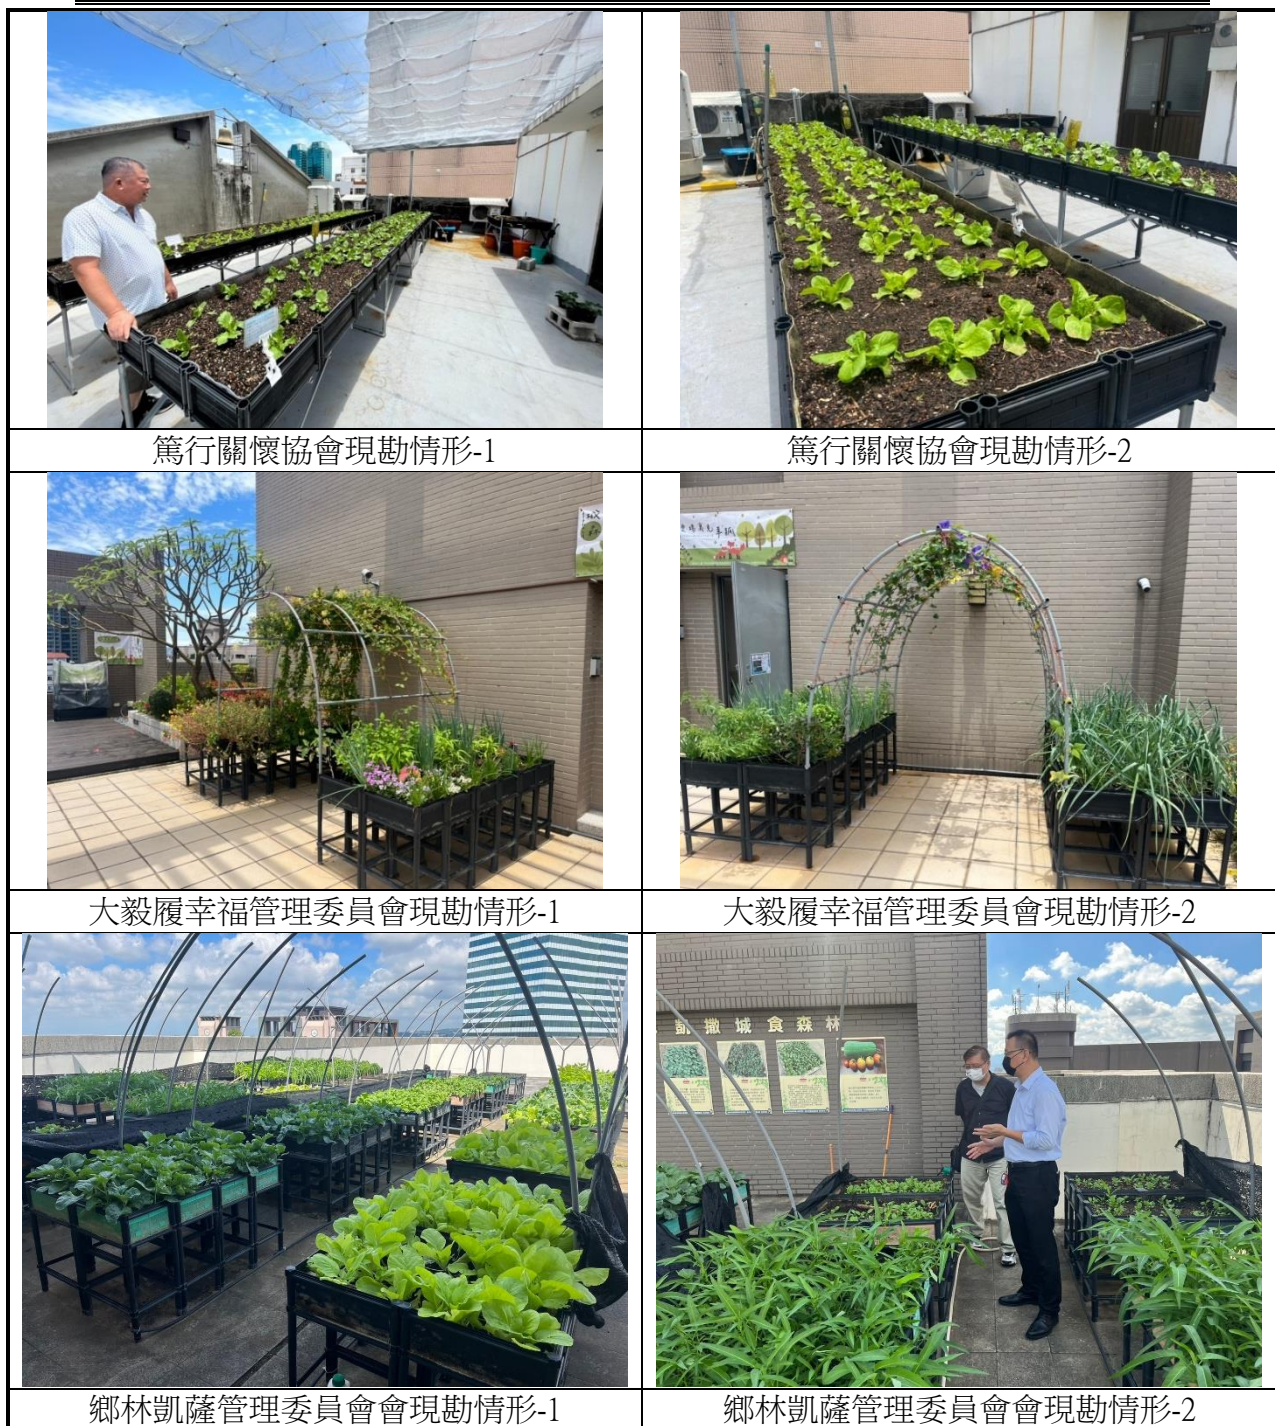 篤行關懷協會現勘情形-1
篤行關懷協會現勘情形-2
大毅履幸福管理委員會現勘情形-1
大毅履幸福管理委員會現勘情形-2
凱撒城食森林
鄉林凱薩管理委員會會現勘情形-1
鄉林凱薩管理委員會會現勘情形-2